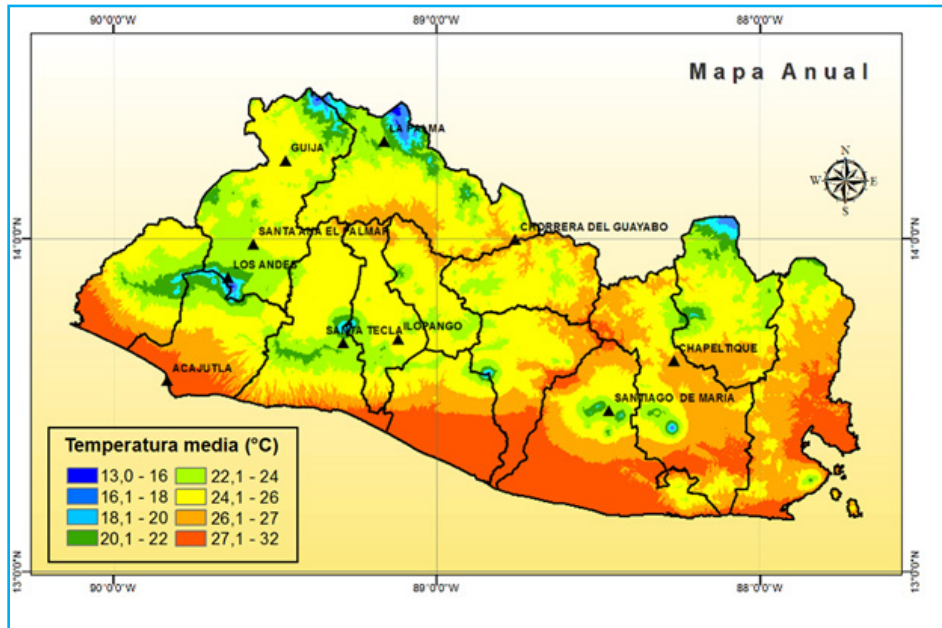 90°0'0"W 89°0'0"W 88°0'0"W
Mapa Anual
LA PALMA
GUIJA
N
W E
S
CHORRERA DEL GUAYABO
SANTA ANA EL PALMAR
14°0'0"N 14°0'0"N
LOS ANDES
ILOPANGO
SANTA TECLA
CHAPELTIQUE
ACAJUTLA
SANTIAGO DE MARIA
Temperatura media (°C)
13,0 - 16 22,1 - 24
16,1 - 18 24,1 - 26
18,1 - 20 26,1 - 27
20,1 - 22 27,1 - 32
13°0'0"N 13°0'0"N
90°0'0"W 89°0'0"W 88°0'0"W